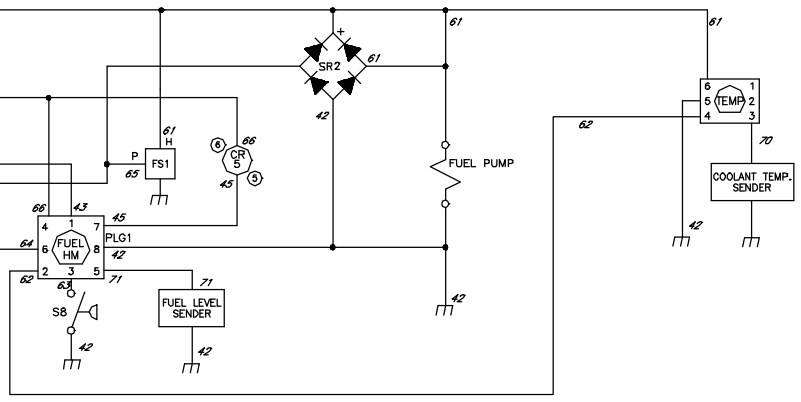 61
61
+
SR2
61
42
6
1
5
TEMP
2
4
3
61
H
P
65
FS1
6
66
CR
5
45
5
62
70
FUEL PUMP
COOLANT TEMP.
SENDER
66
43
45
4
1
7
PLG1
64
6
FUEL
HM
8
42
42
62
2
3
5
71
63
71
S8
FUEL LEVEL
SENDER
42
42
42